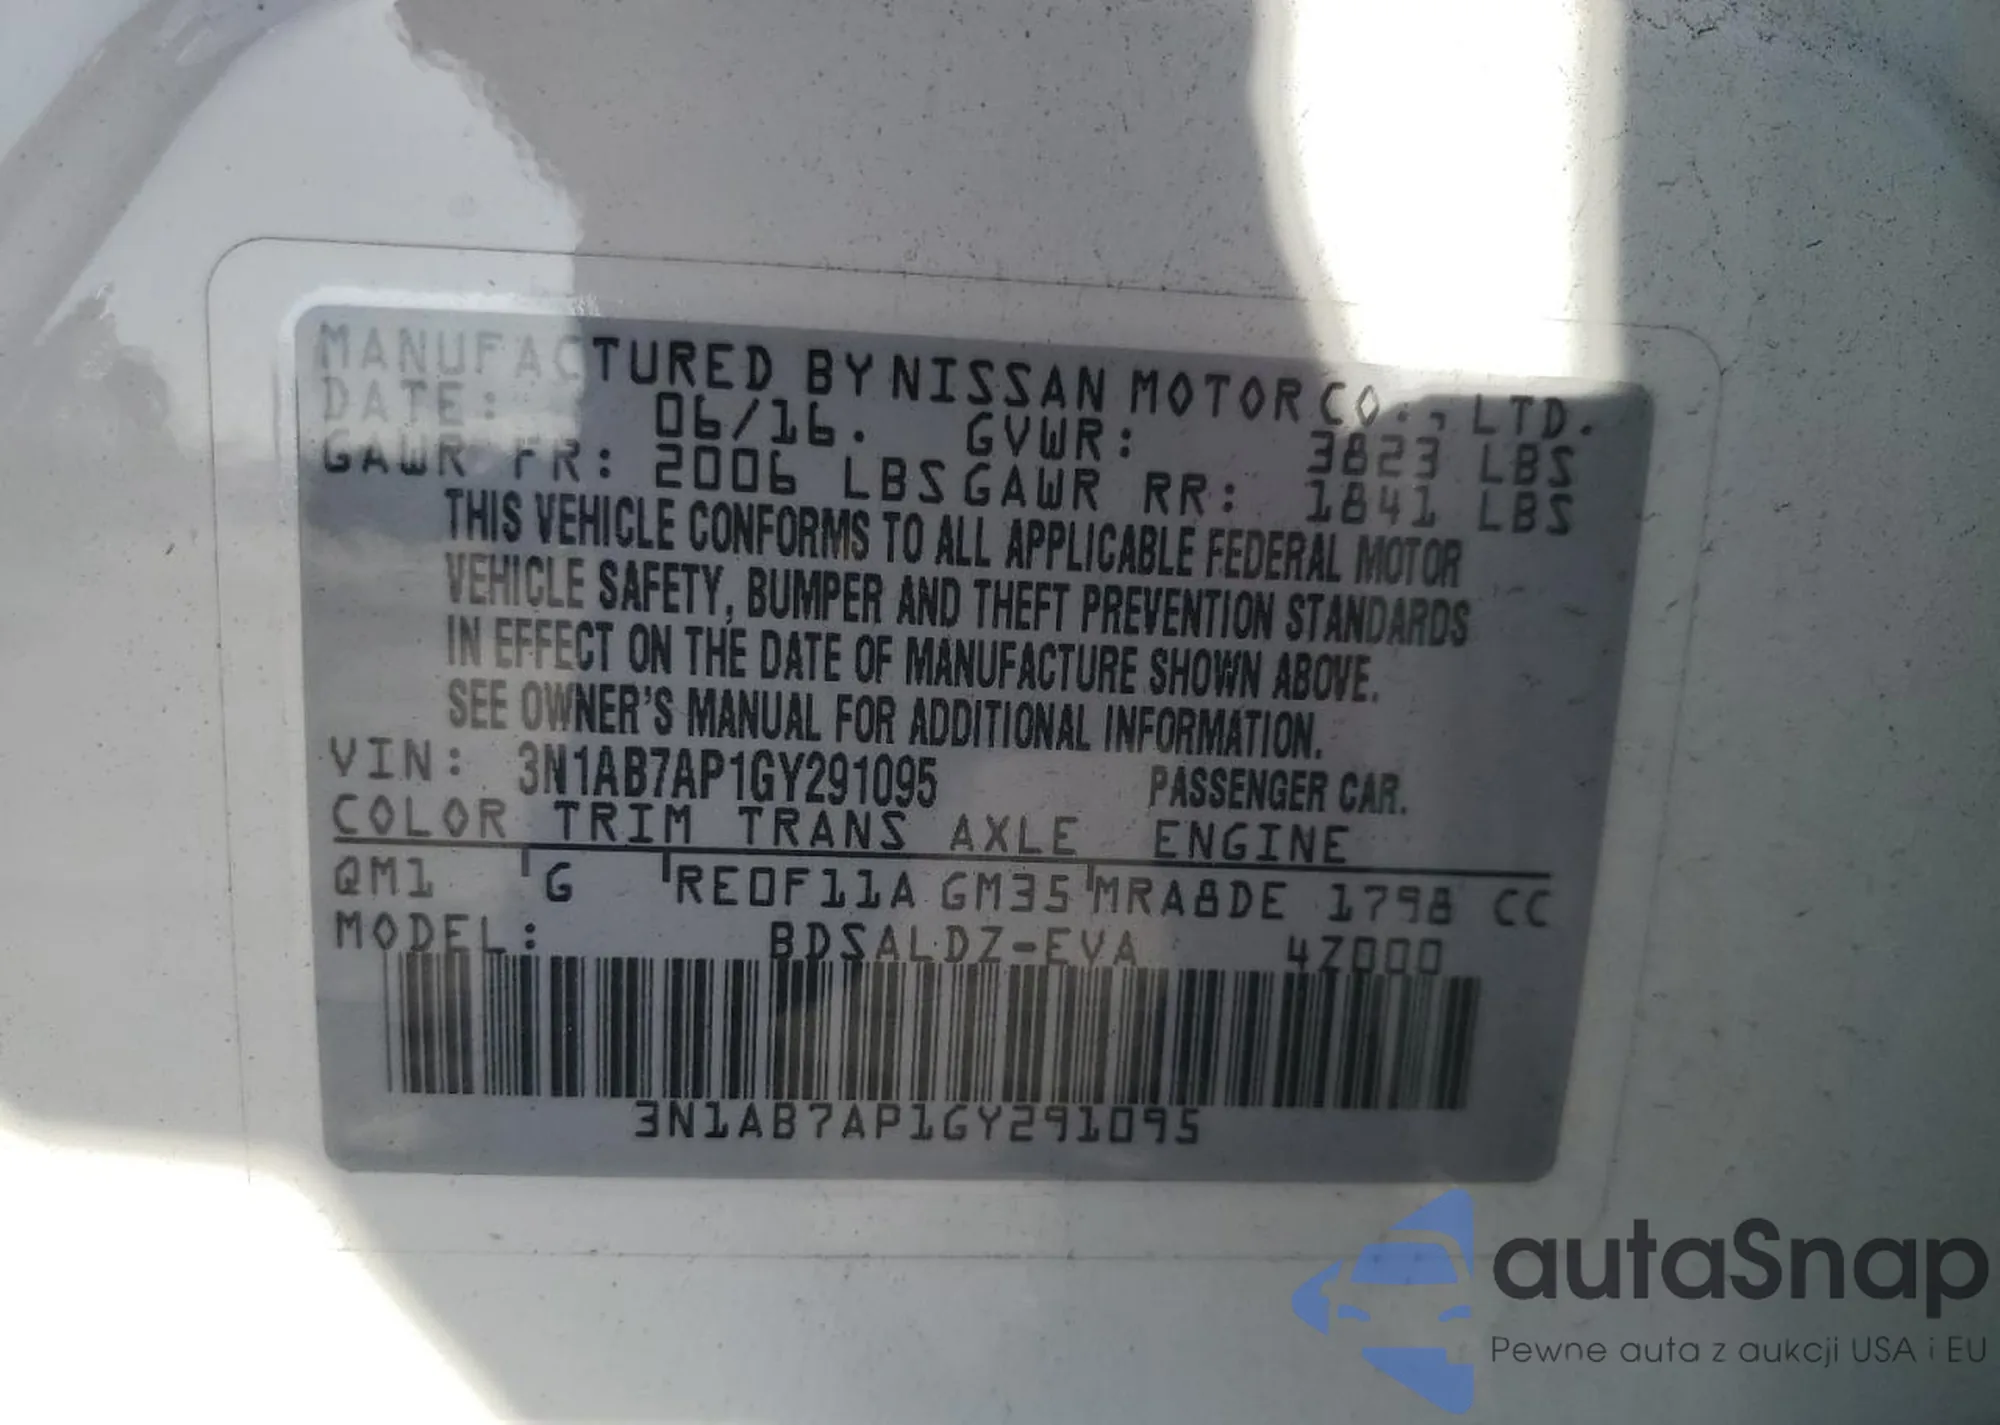 MANUFACTURED BY NISSAN MOTOR CO., LTD.
DATE: 06/16. GVWR: 3823 LBS
GAWR FR: 2006 LBS GAWR RR: 1841 LBS
THIS VEHICLE CONFORMS TO ALL APPLICABLE FEDERAL MOTOR
VEHICLE SAFETY, BUMPER AND THEFT PREVENTION STANDARDS
IN EFFECT ON THE DATE OF MANUFACTURE SHOWN ABOVE.
SEE OWNER'S MANUAL FOR ADDITIONAL INFORMATION.
VIN: 3N1AB7AP1GY291095 PASSENGER CAR.
COLOR TRIM TRANS AXLE ENGINE
QM1 G RE0F11A GM35 MRA8DE 1798 CC
MODEL: BDSALDZ-EVA 4Z000
3N1AB7AP1GY291095
autaSnap
Pewne auta z aukcji USA i EU